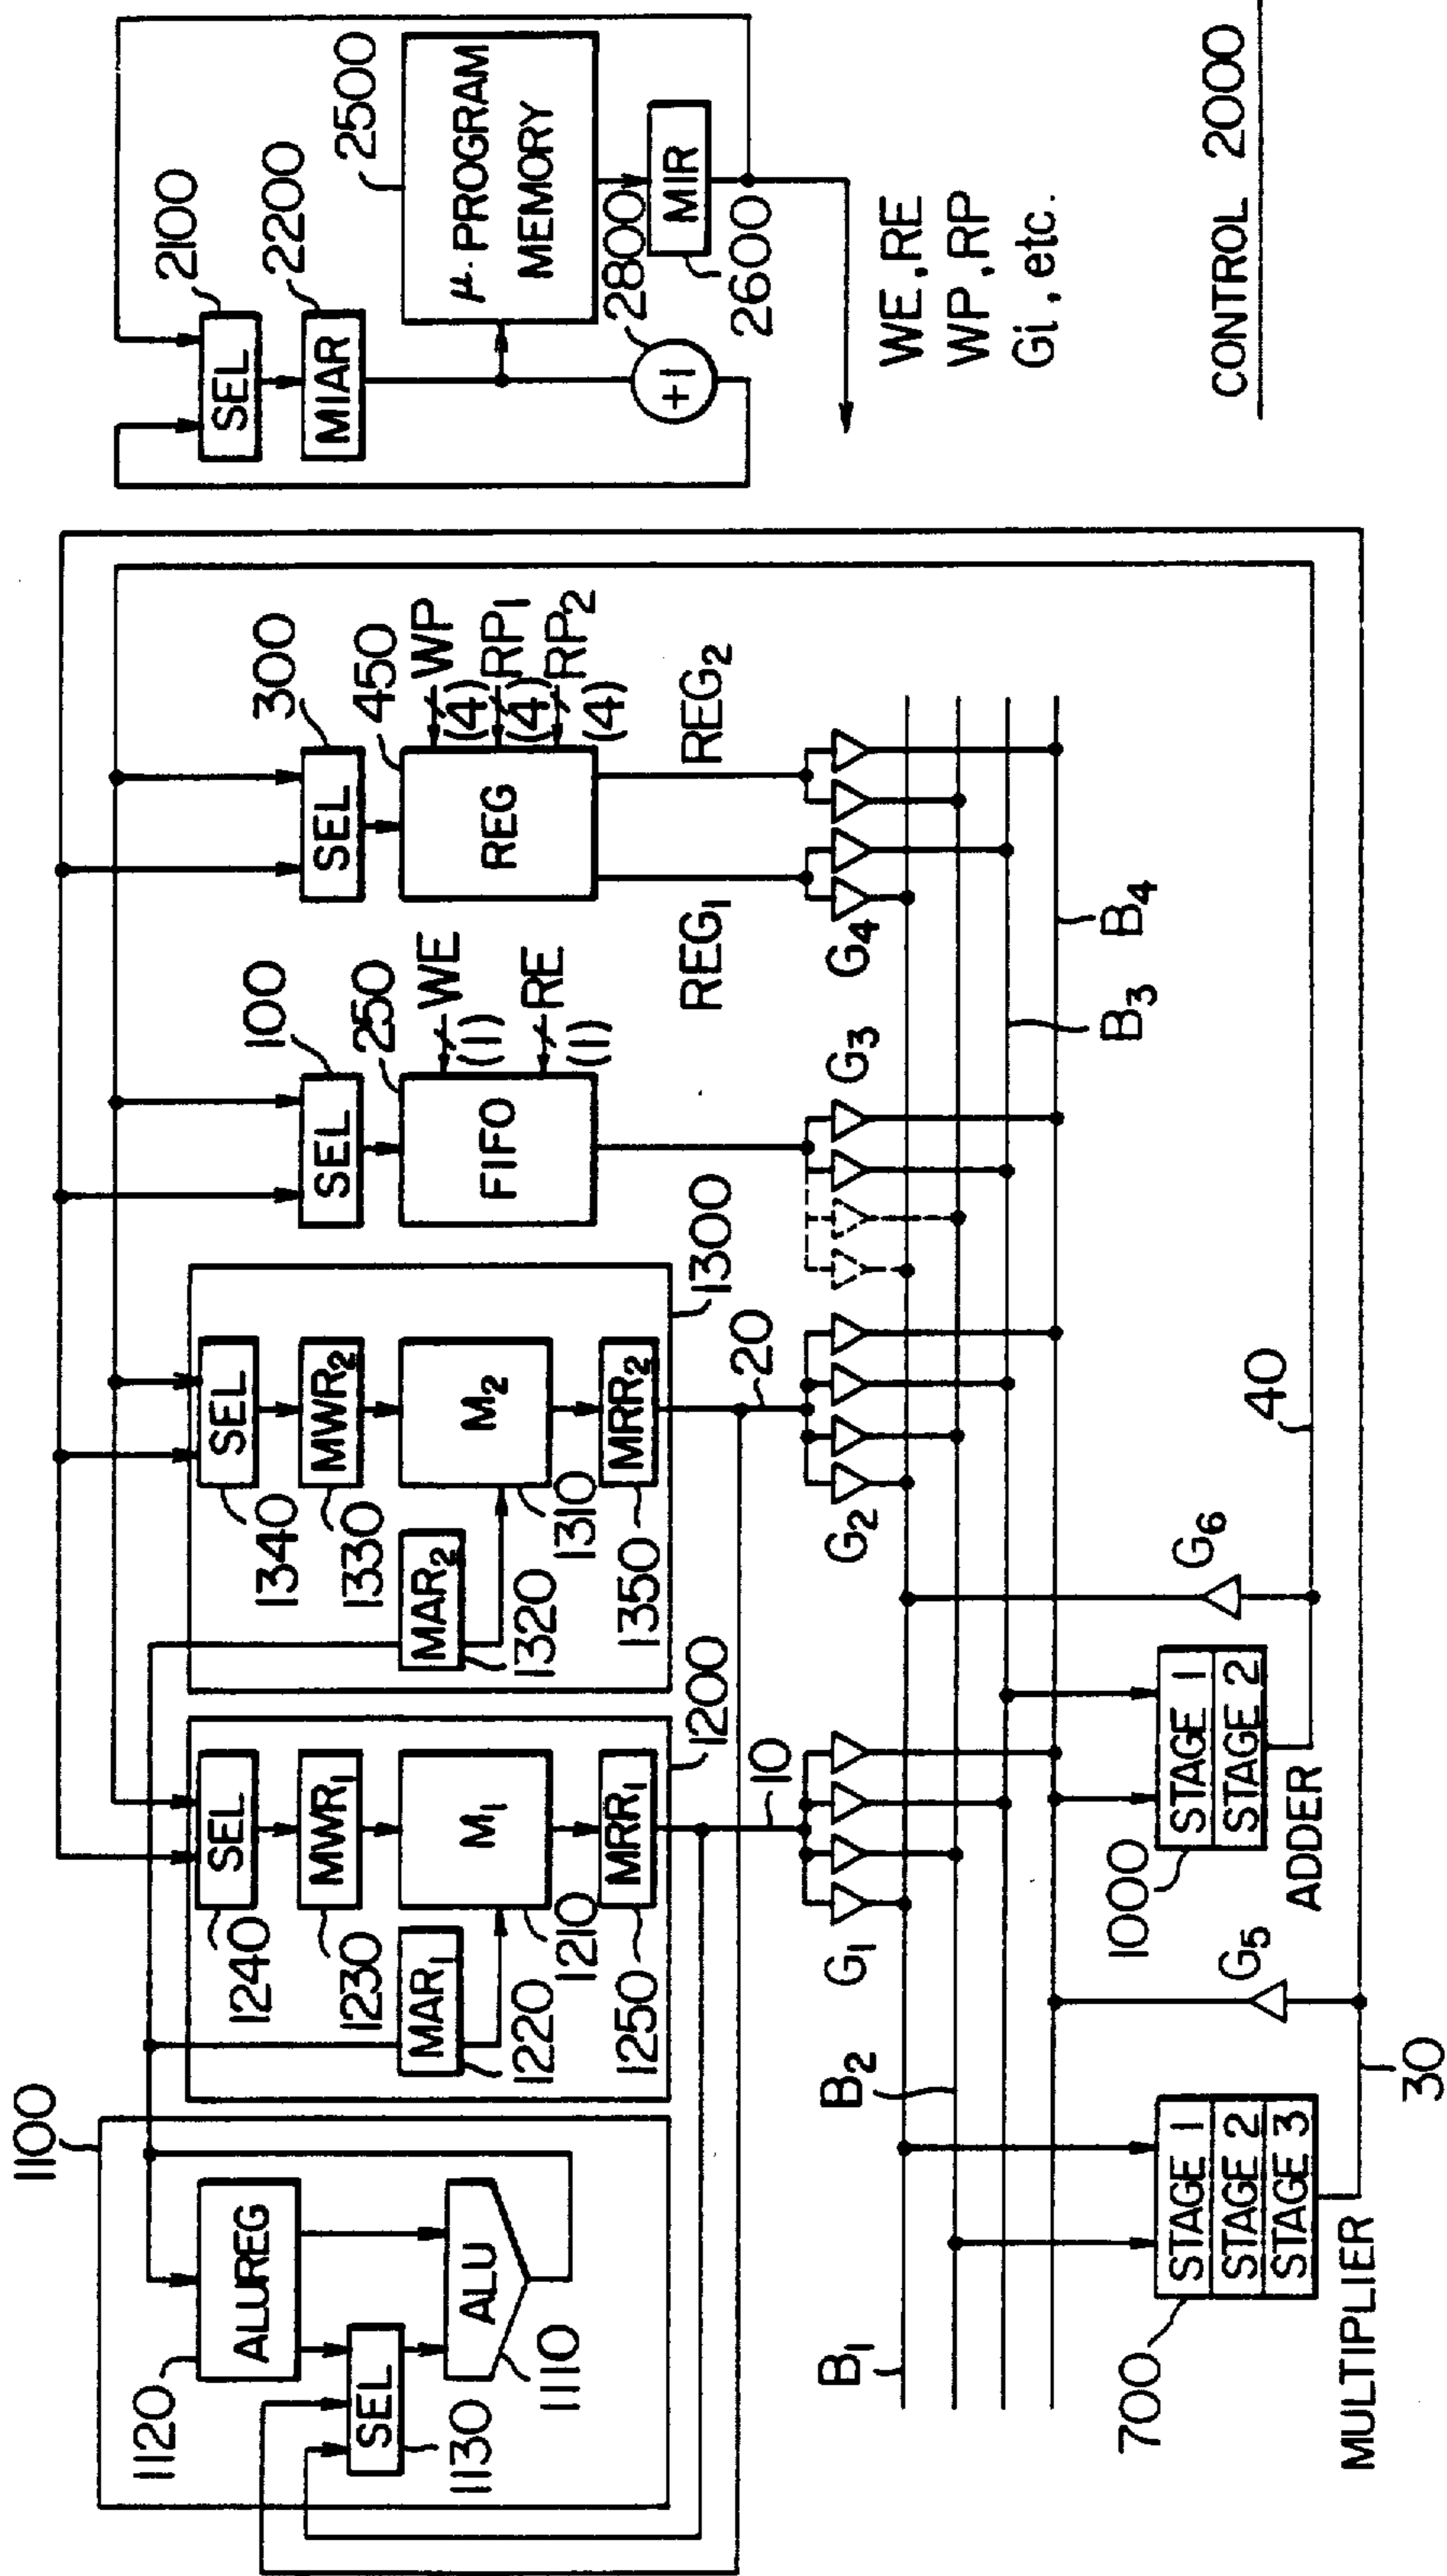 1100
1120
ALUREG
SEL
1130
ALU
1110
1240
SEL
1230
MWR1
MAR1
1220
M1
1210
1250
MRR1
1200
10
1340
SEL
1330
MWR2
MAR2
1320
M2
1310
1350
MRR2
1300
20
100
SEL
250
FIFO
WE
(1)
RE
(1)
300
SEL
450
REG
WP
(4)
RP1
(4)
RP2
(4)
REG1
REG2
G1
G2
G3
G4
B1
B2
B3
B4
700
STAGE 1
STAGE 2
STAGE 3
MULTIPLIER
30
G5
1000
STAGE 1
STAGE 2
ADDER
G6
40
SEL
2100
MIAR
2200
μ·PROGRAM
MEMORY
2500
+1
2800
MIR
2600
WE,RE
WP,RP
Gi,etc.
CONTROL 2000